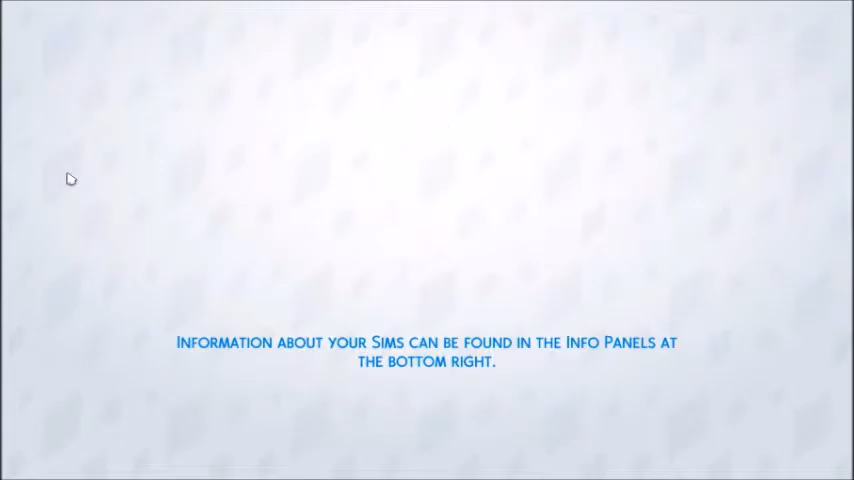 Information about your Sims can be found in the Info Panels at
the bottom right.